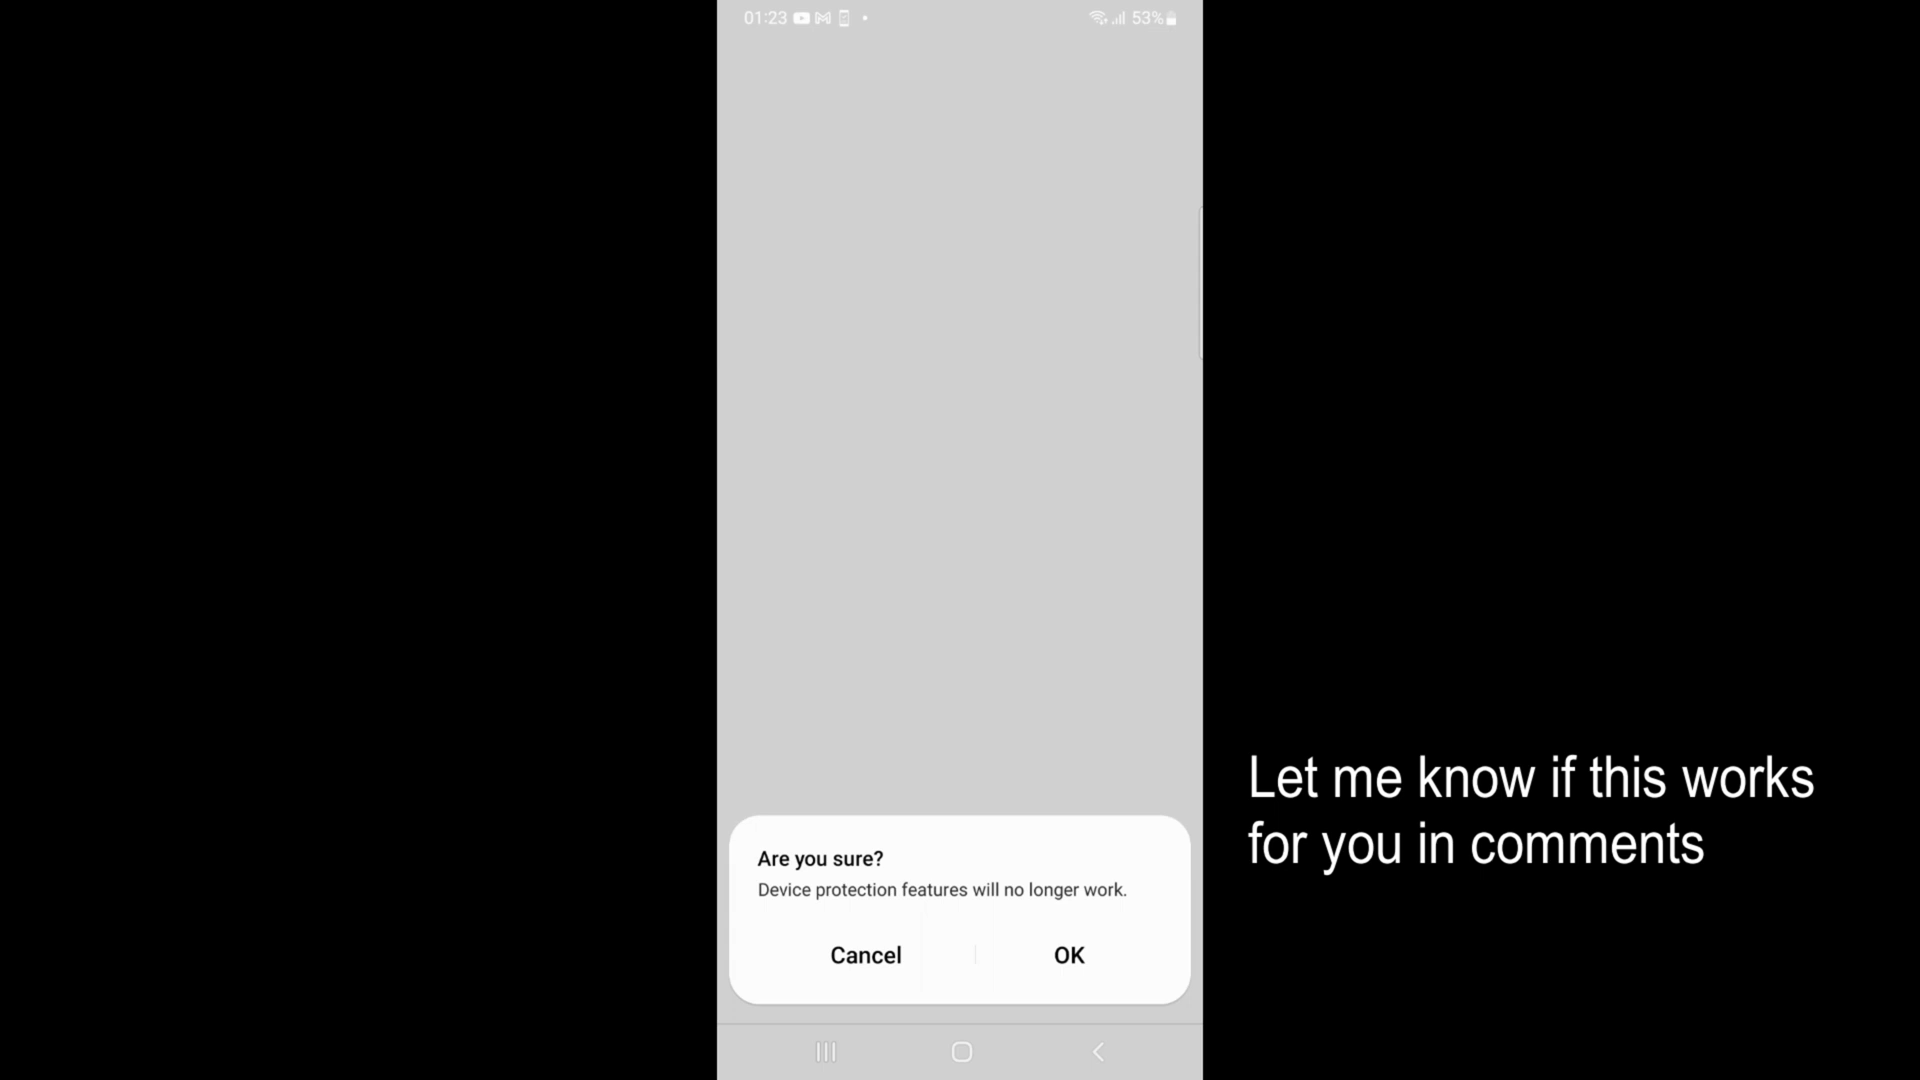 01:23
53%
Are you sure?
Device protection features will no longer work.
Cancel
OK
Let me know if this works
for you in comments